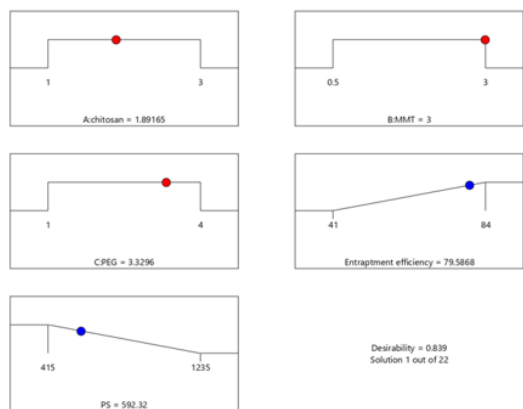 1 3
A:chitosan = 1.89165
0.5 3
B:MMT = 3
1 4
C:PEG = 3.3296
41 84
Entraptment efficiency = 79.5868
415 1235
PS = 592.32
Desirability = 0.839
Solution 1 out of 22